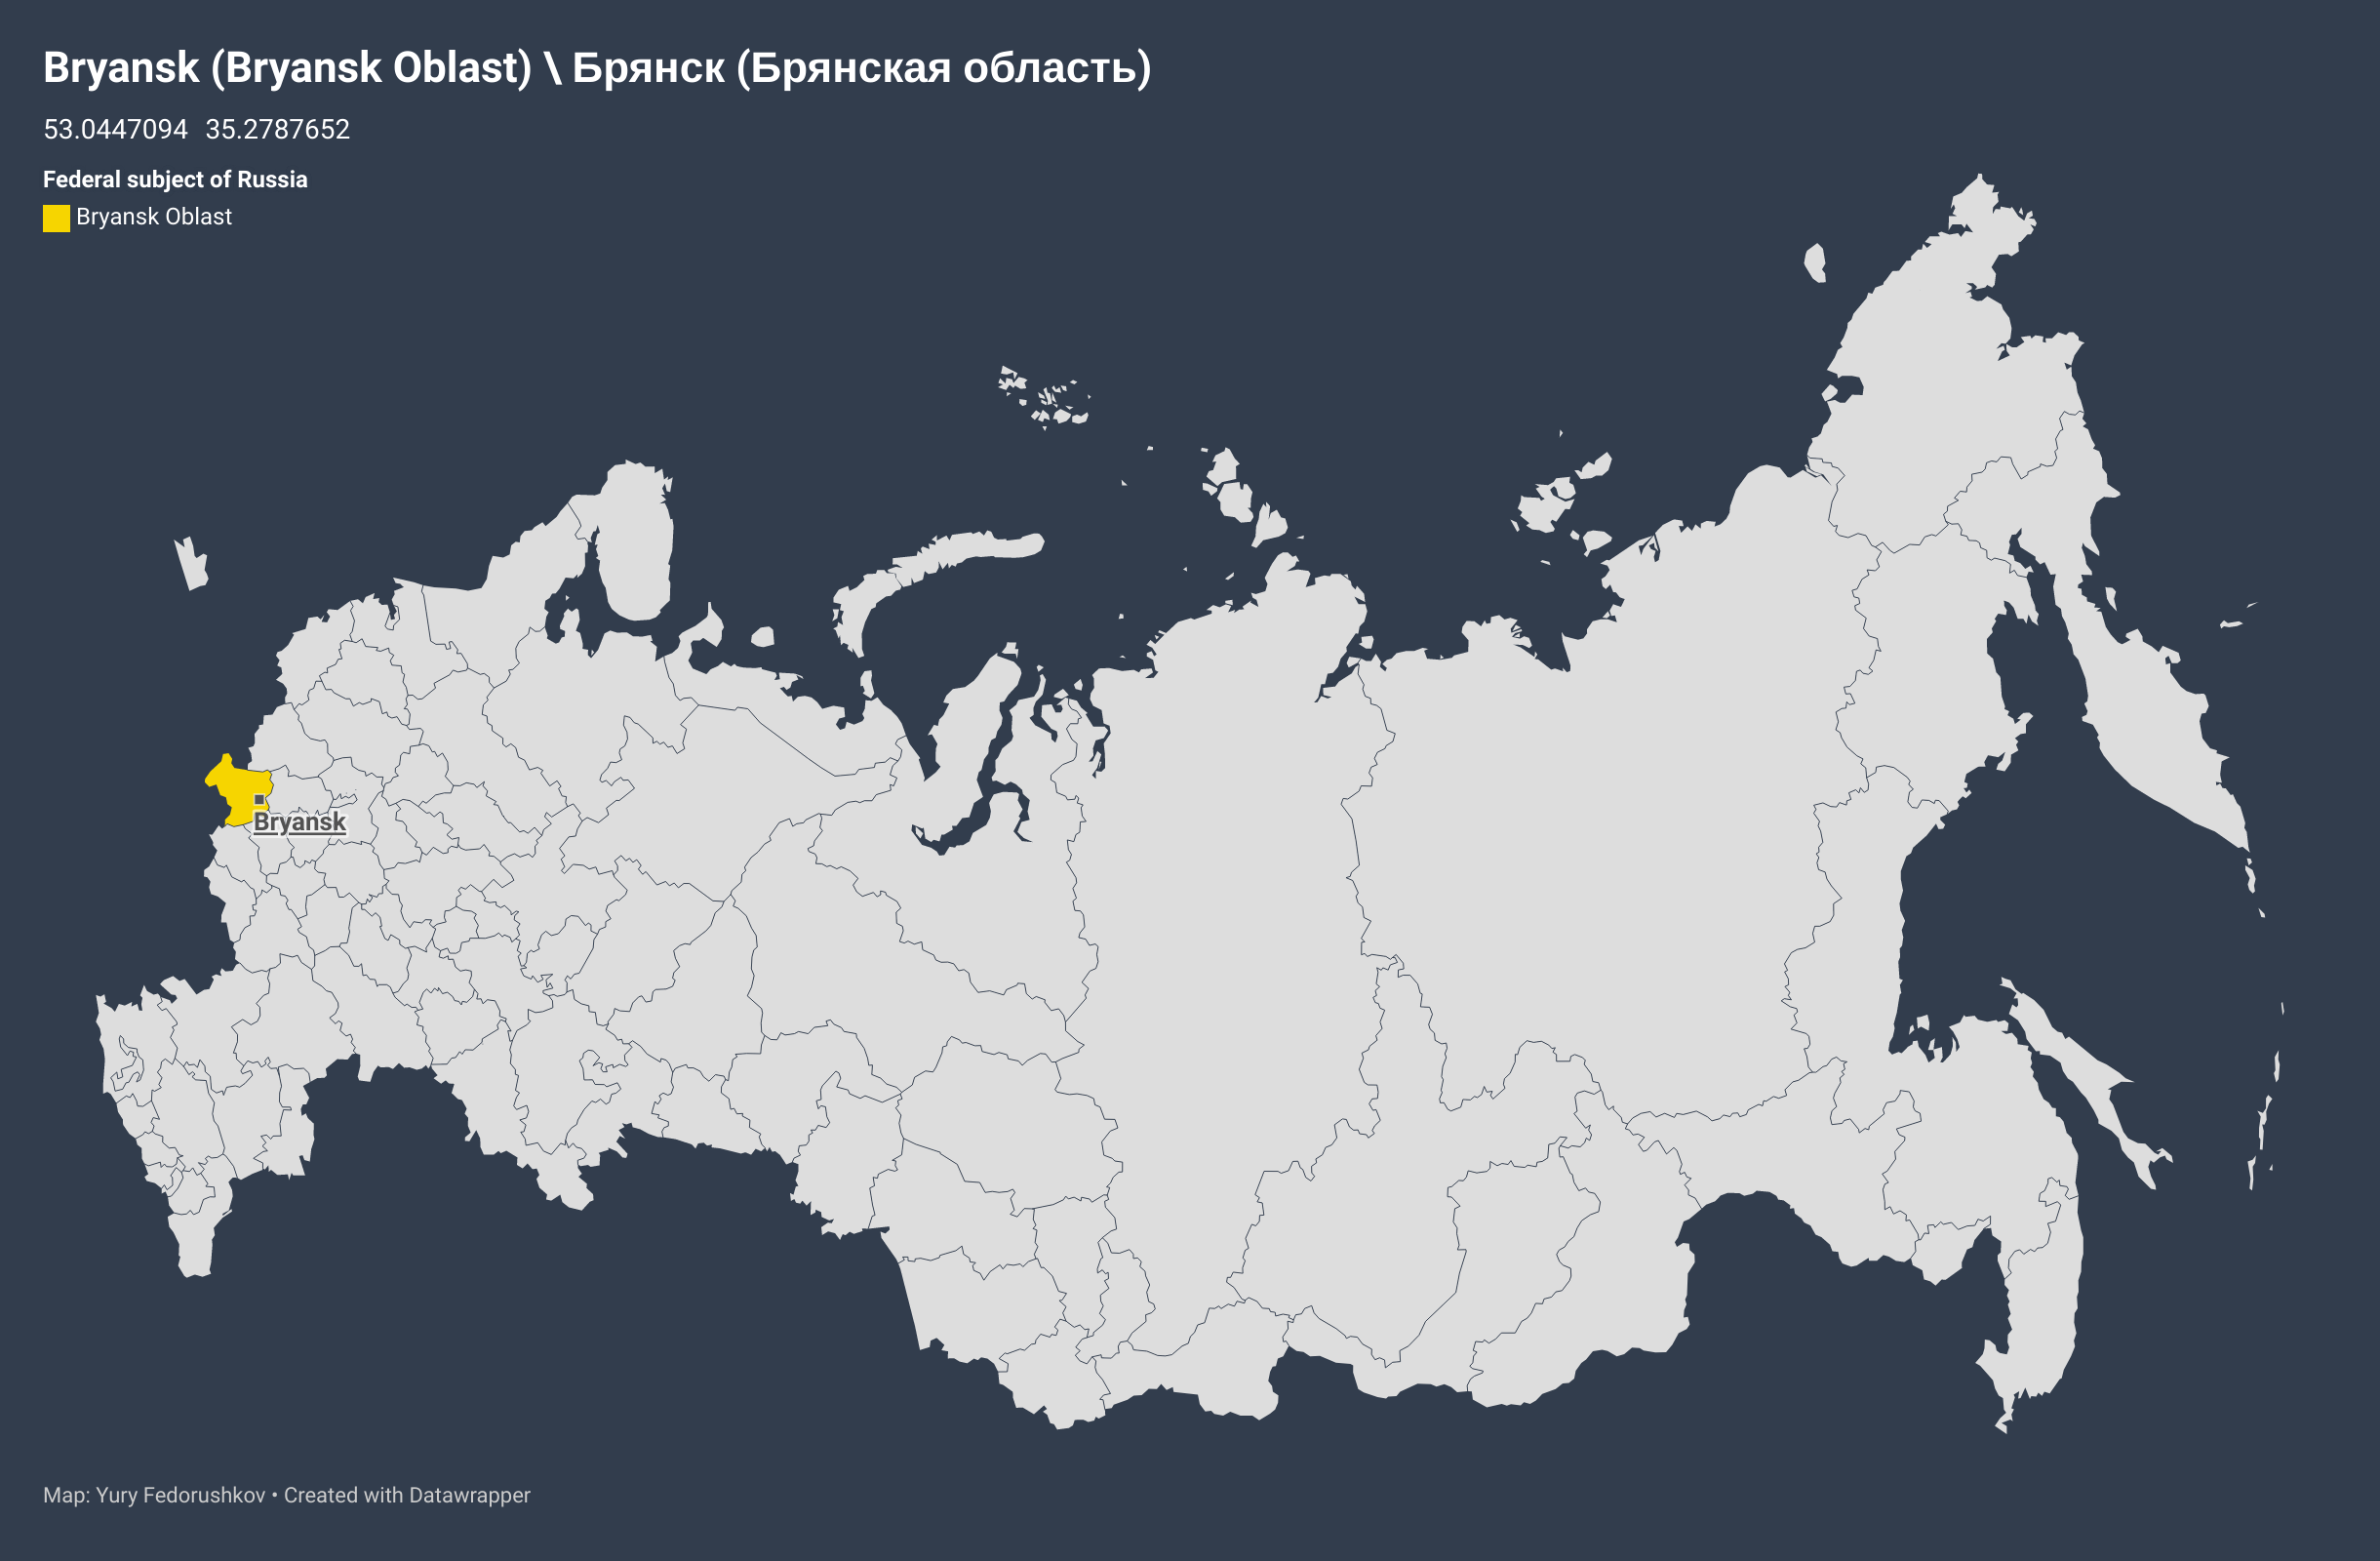 Bryansk (Bryansk Oblast) \ Брянск (Брянская область)
53.0447094 35.2787652
Federal subject of Russia
Bryansk Oblast
Bryansk
Map: Yury Fedorushkov • Created with Datawrapper